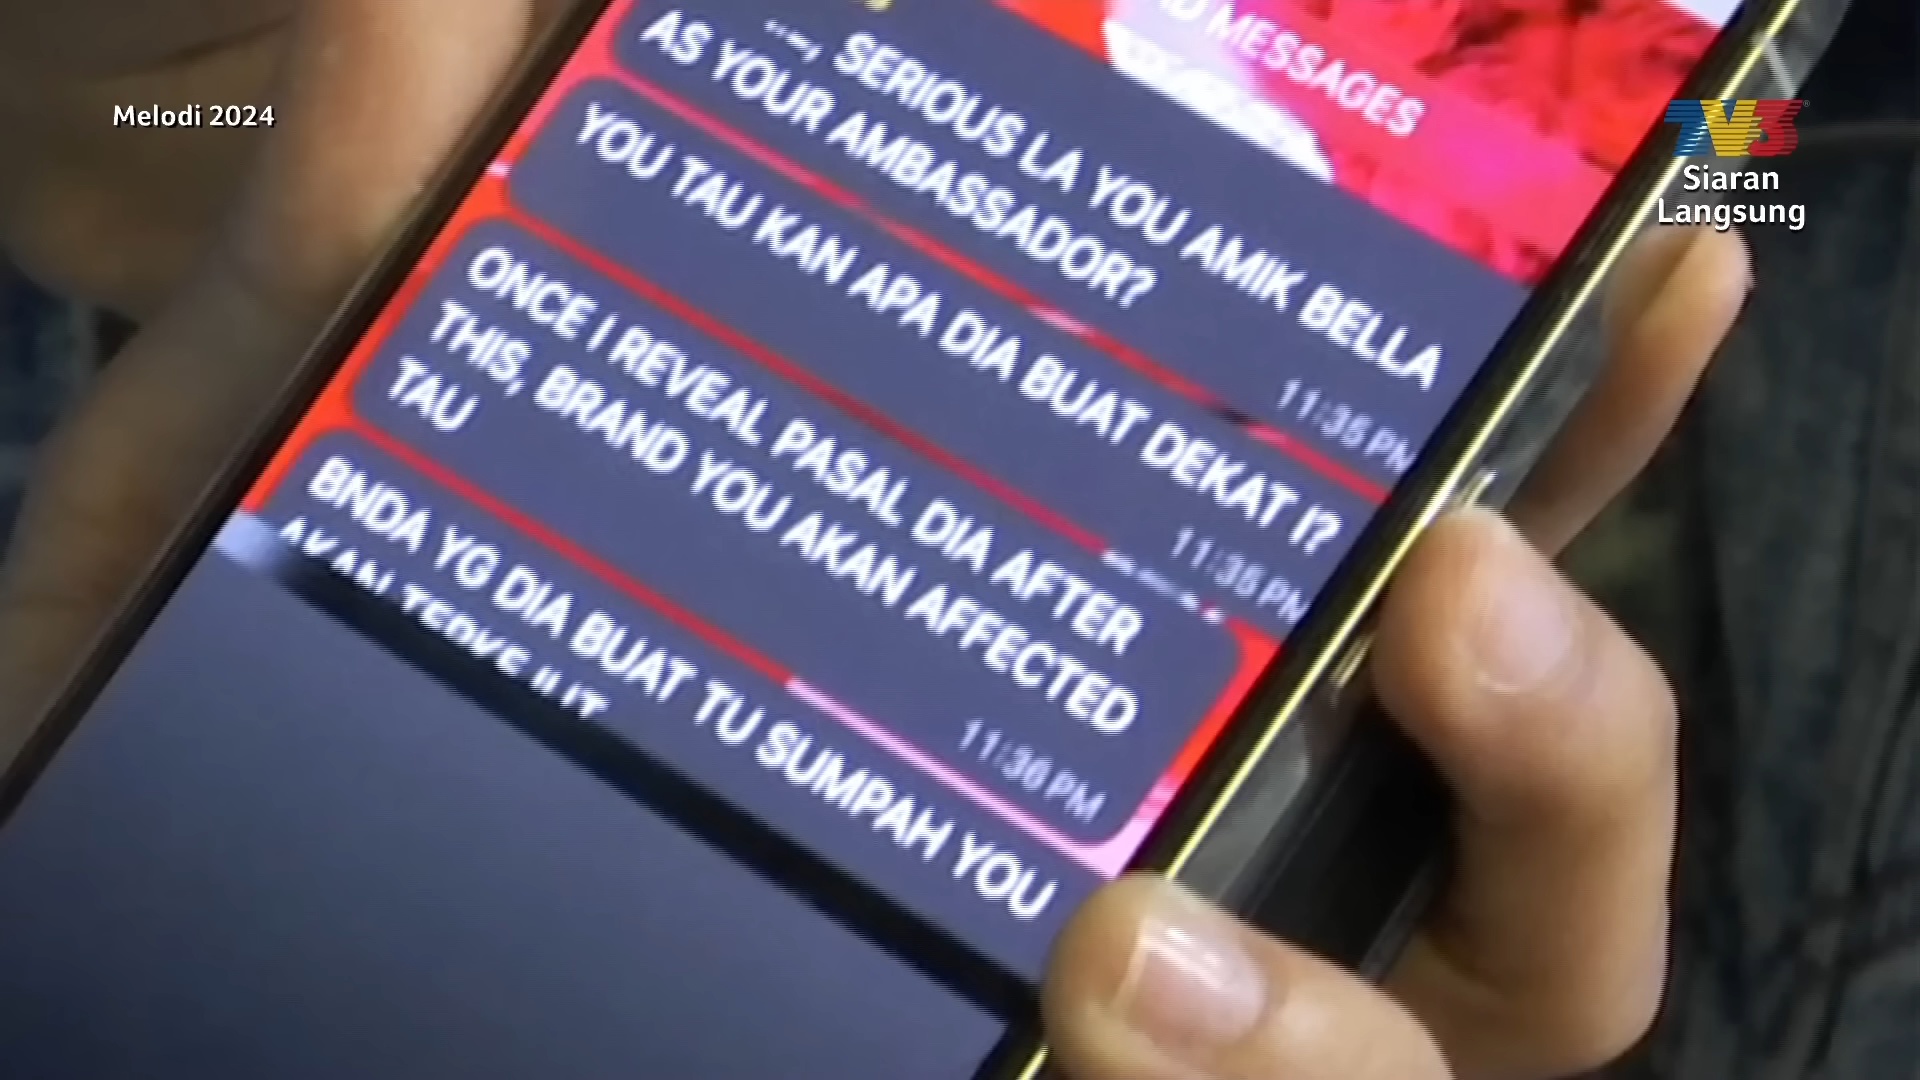 Melodi 2024
TV3
Siaran
Langsung
MESSAGES
SERIOUS LA YOU AMIK BELLA
AS YOUR AMBASSADOR?
11:35 PM
YOU TAU KAN APA DIA BUAT DEKAT I?
11:36 PM
ONCE I REVEAL PASAL DIA AFTER
THIS, BRAND YOU AKAN AFFECTED
TAU
11:36 PM
BNDA YG DIA BUAT TU SUMPAH YOU
AKAN